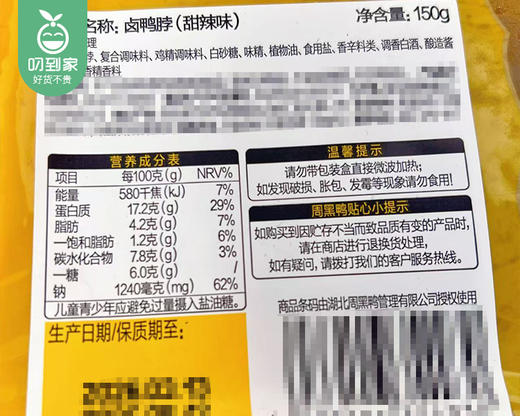 叨到家
好货不贵
名称: 卤鸭脖(甜辣味)
净含量: 150g
理
、复合调味料、鸡精调味料、白砂糖、味精、植物油、食用盐、香辛料类、调香白酒、酿造酱
香精香料
营养成分表
项目 每100克(g) NRV%
能量 580千焦(kJ) 7%
蛋白质 17.2克(g) 29%
脂肪 4.2克(g) 7%
一饱和脂肪 1.2克(g) 6%
碳水化合物 7.8克(g) 3%
一糖 6.0克(g)
钠 1240毫克(mg) 62%
儿童青少年应避免过量摄入盐油糖。
生产日期/保质期至:
温馨提示
请勿带包装盒直接微波加热;
如发现破损、胀包、发霉等现象请勿食用!
周黑鸭贴心小提示
如购买到因贮存不当而致品质有变的产品时,
请在商店进行退换货处理,
如有疑问,请拨打我们的客户服务热线。
商品条码由湖北周黑鸭管理有限公司授权使用